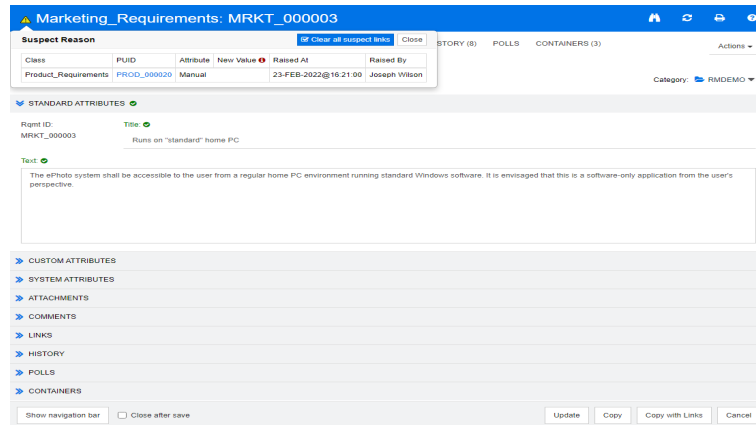 Marketing_Requirements: MRKT_000003
Suspect Reason
Clear all suspect links
Close
STORY (8) POLLS CONTAINERS (3)
Actions
Class PUID Attribute New Value Raised At Raised By
Product_Requirements PROD_000020 Manual 23-FEB-2022@16:21:00 Joseph Wilson
Category: RMDEMO
STANDARD ATTRIBUTES
Rqmt ID: Title:
MRKT_000003 Runs on "standard" home PC
Text:
The ePhoto system shall be accessible to the user from a regular home PC environment running standard Windows software. It is envisaged that this is a software-only application from the user's
perspective.
CUSTOM ATTRIBUTES
SYSTEM ATTRIBUTES
ATTACHMENTS
COMMENTS
LINKS
HISTORY
POLLS
CONTAINERS
Show navigation bar Close after save Update Copy Copy with Links Cancel